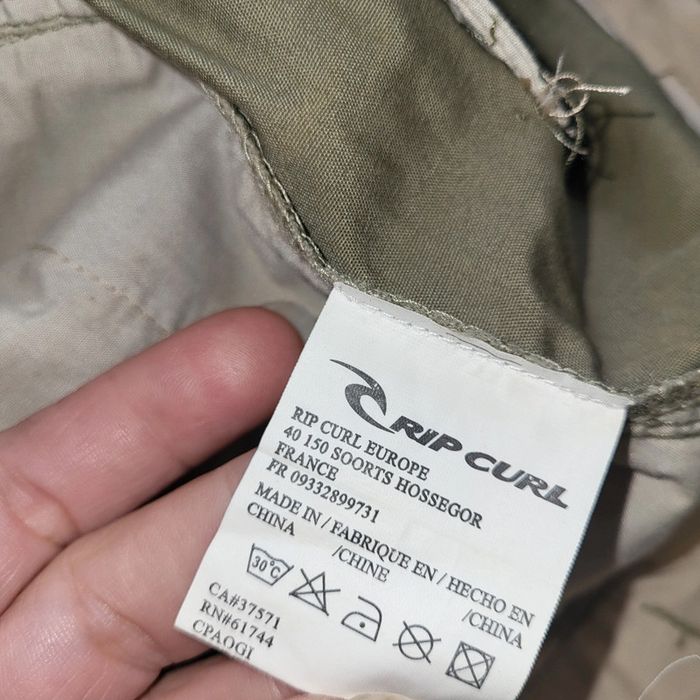 RIP CURL
RIP CURL EUROPE
40 150 SOORTS HOSSEGOR
FRANCE
FR 09332899731
MADE IN / FABRIQUE EN / HECHO EN
CHINA /CHINE /CHINA
30°C
CA#37571
RN#61744
CPAOGI